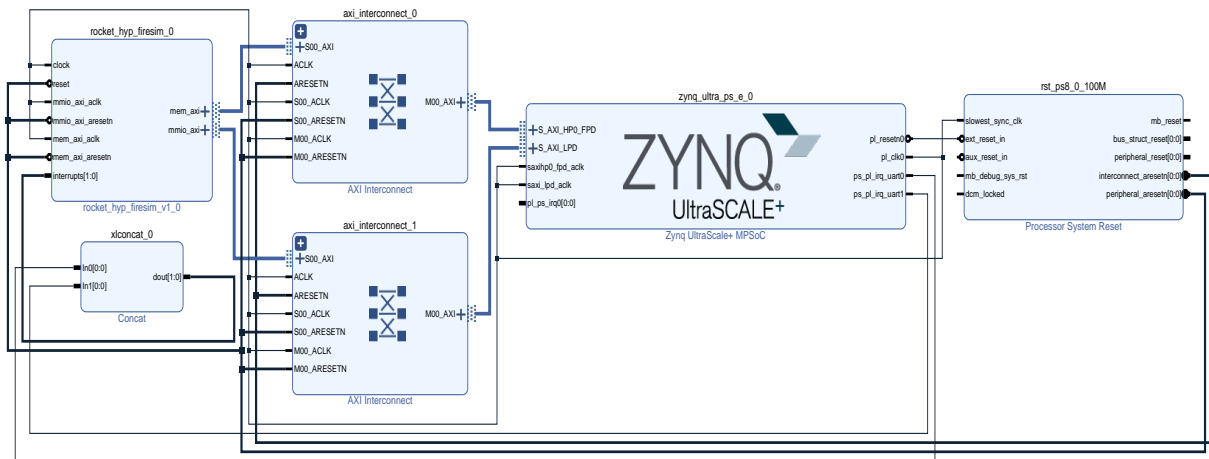 rocket_hyp_firesim_0
clock
reset
mmio_axi_aclk
mmio_axi_aresetn
mem_axi_aclk
mem_axi_aresetn
interrupts[1:0]
mem_axi
mmio_axi
rocket_hyp_firesim_v1_0
xlconcat_0
In0[0:0]
In1[0:0]
dout[1:0]
Concat
axi_interconnect_0
S00_AXI
ACLK
ARESETN
S00_ACLK
S00_ARESETN
M00_ACLK
M00_ARESETN
M00_AXI
AXI Interconnect
axi_interconnect_1
S00_AXI
ACLK
ARESETN
S00_ACLK
S00_ARESETN
M00_ACLK
M00_ARESETN
M00_AXI
AXI Interconnect
zynq_ultra_ps_e_0
S_AXI_HP0_FPD
S_AXI_LPD
saxihp0_fpd_aclk
saxi_lpd_aclk
pl_ps_irq0[0:0]
ZYNQ®
UltraSCALE+
pl_resetn0
pl_clk0
ps_pl_irq_uart0
ps_pl_irq_uart1
Zynq UltraScale+ MPSoC
rst_ps8_0_100M
slowest_sync_clk
ext_reset_in
aux_reset_in
mb_debug_sys_rst
dcm_locked
mb_reset
bus_struct_reset[0:0]
peripheral_reset[0:0]
interconnect_aresetn[0:0]
peripheral_aresetn[0:0]
Processor System Reset